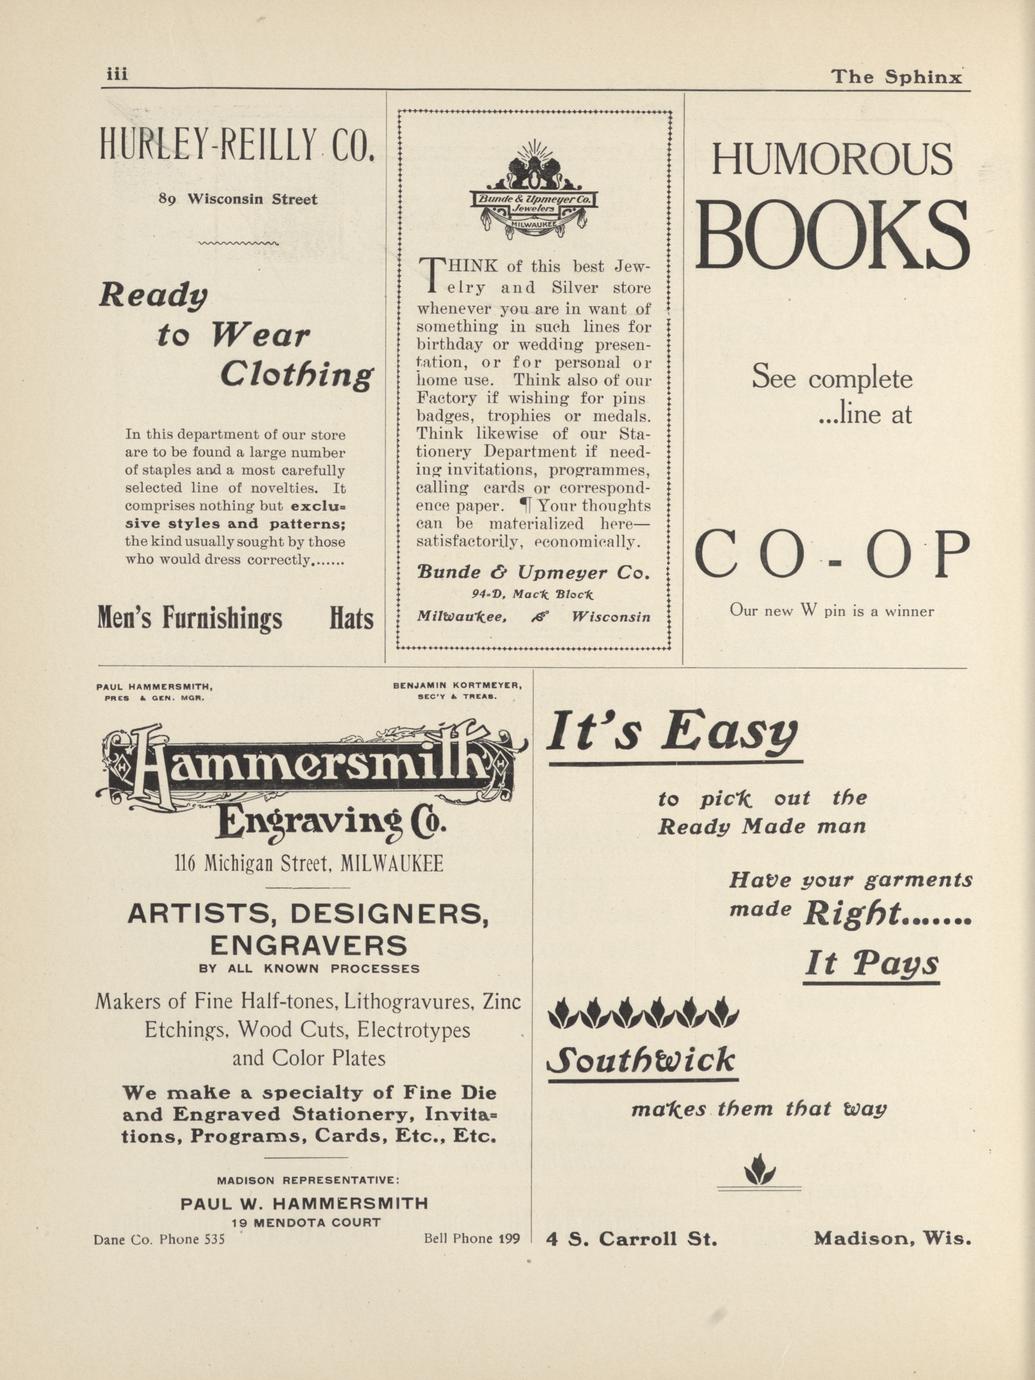 iii
The Sphinx
HURLEY-REILLY CO.
89 Wisconsin Street
Ready
to Wear
Clothing
In this department of our store
are to be found a large number
of staples and a most carefully
selected line of novelties. It
comprises nothing but exclu=
sive styles and patterns;
the kind usually sought by those
who would dress correctly.......
Men's Furnishings Hats
Bunde & Upmeyer Co.
Jewelers
MILWAUKEE
THINK of this best Jew-
elry and Silver store
whenever you are in want of
something in such lines for
birthday or wedding presen-
tation, or for personal or
home use. Think also of our
Factory if wishing for pins
badges, trophies or medals.
Think likewise of our Sta-
tionery Department if need-
ing invitations, programmes,
calling cards or correspond-
ence paper. ¶ Your thoughts
can be materialized here—
satisfactorily, economically.
Bunde & Upmeyer Co.
94-D, Mack Block
Milwaukee, Wisconsin
HUMOROUS
BOOKS
See complete
...line at
CO-OP
Our new W pin is a winner
PAUL HAMMERSMITH,
PRES & GEN. MGR.
BENJAMIN KORTMEYER,
SEC'Y & TREAS.
Hammersmith
Engraving Co.
116 Michigan Street, MILWAUKEE
ARTISTS, DESIGNERS,
ENGRAVERS
BY ALL KNOWN PROCESSES
Makers of Fine Half-tones, Lithogravures, Zinc
Etchings, Wood Cuts, Electrotypes
and Color Plates
We make a specialty of Fine Die
and Engraved Stationery, Invita=
tions, Programs, Cards, Etc., Etc.
MADISON REPRESENTATIVE:
PAUL W. HAMMERSMITH
19 MENDOTA COURT
Dane Co. Phone 535 Bell Phone 199
It's Easy
to pick out the
Ready Made man
Have your garments
made Right.......
It Pays
Southwick
makes them that way
4 S. Carroll St. Madison, Wis.